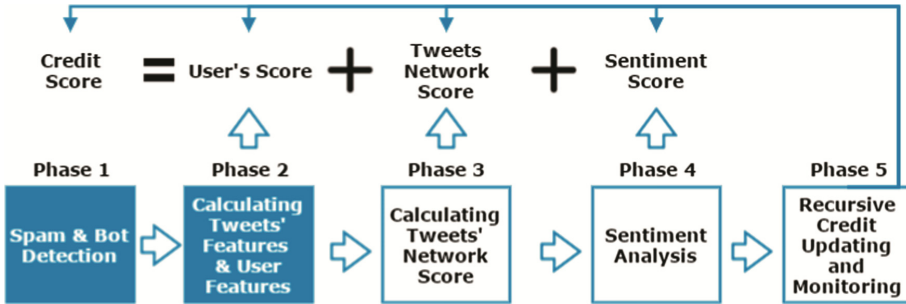 Credit
Score
= User's Score + Tweets
Network
Score
+ Sentiment
Score
Phase 1
Phase 2
Phase 3
Phase 4
Phase 5
Spam & Bot
Detection
Calculating
Tweets'
Features
& User
Features
Calculating
Tweets'
Network
Score
Sentiment
Analysis
Recursive
Credit
Updating
and
Monitoring